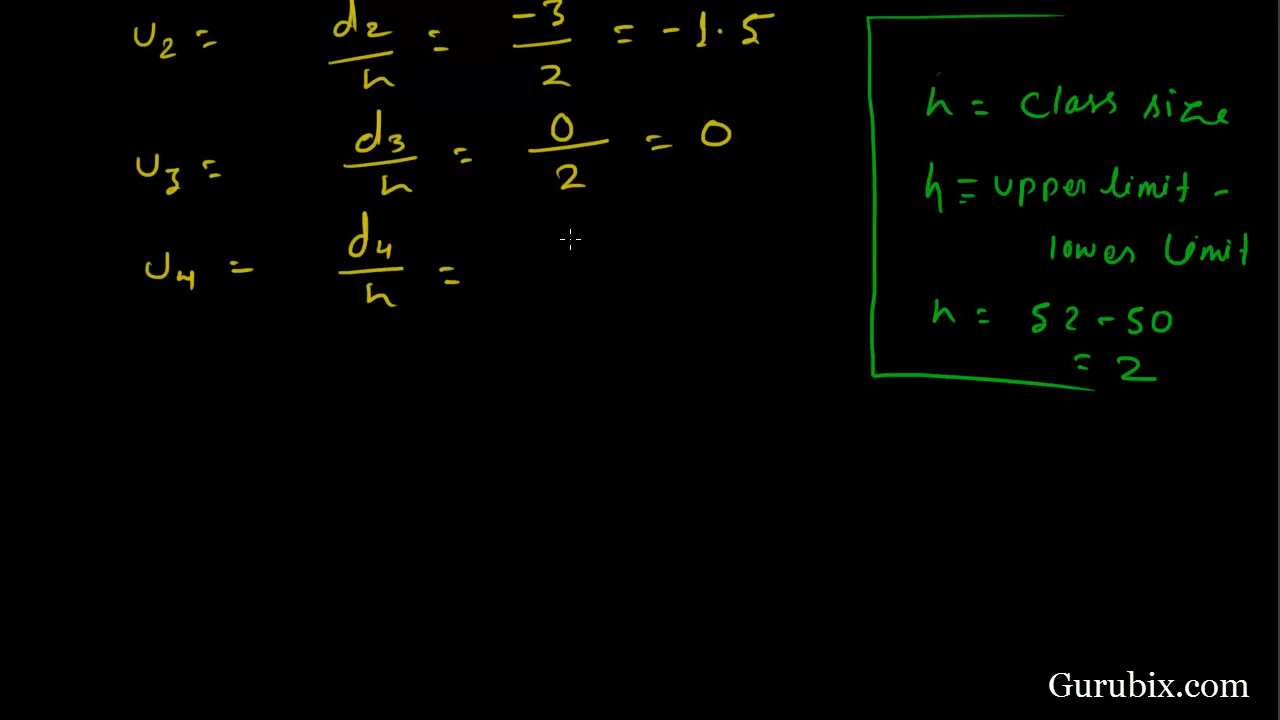 u2 = d2/h = -3/2 = -1.5
u3 = d3/h = 0/2 = 0
u4 = d4/h =
h = class size
h = upper limit -
lower limit
h = 52 - 50
= 2
Gurubix.com